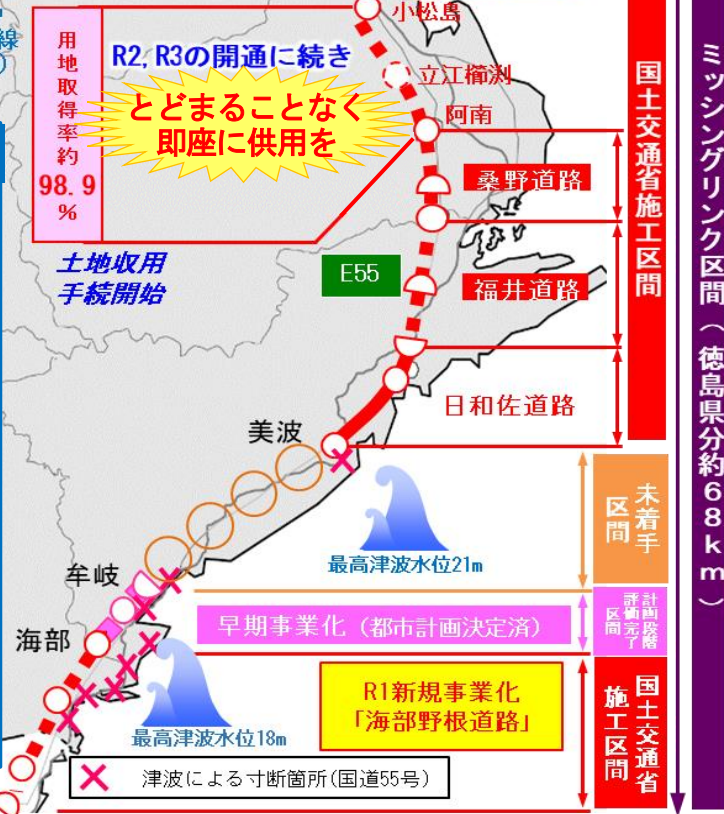 線
)
用地取得率約
98.9
%
R2, R3の開通に続き
とどまることなく
即座に供用を
土地収用
手続開始
小松島
立江櫛渕
阿南
桑野道路
E55
福井道路
日和佐道路
国土交通省施工区間
ミッシングリンク区間(徳島県分約68km)
美波
最高津波水位21m
未着手
区間
牟岐
早期事業化(都市計画決定済)
計画段階
評価完了
区間
海部
最高津波水位18m
R1新規事業化
「海部野根道路」
国土交通省
施工区間
津波による寸断箇所(国道55号)